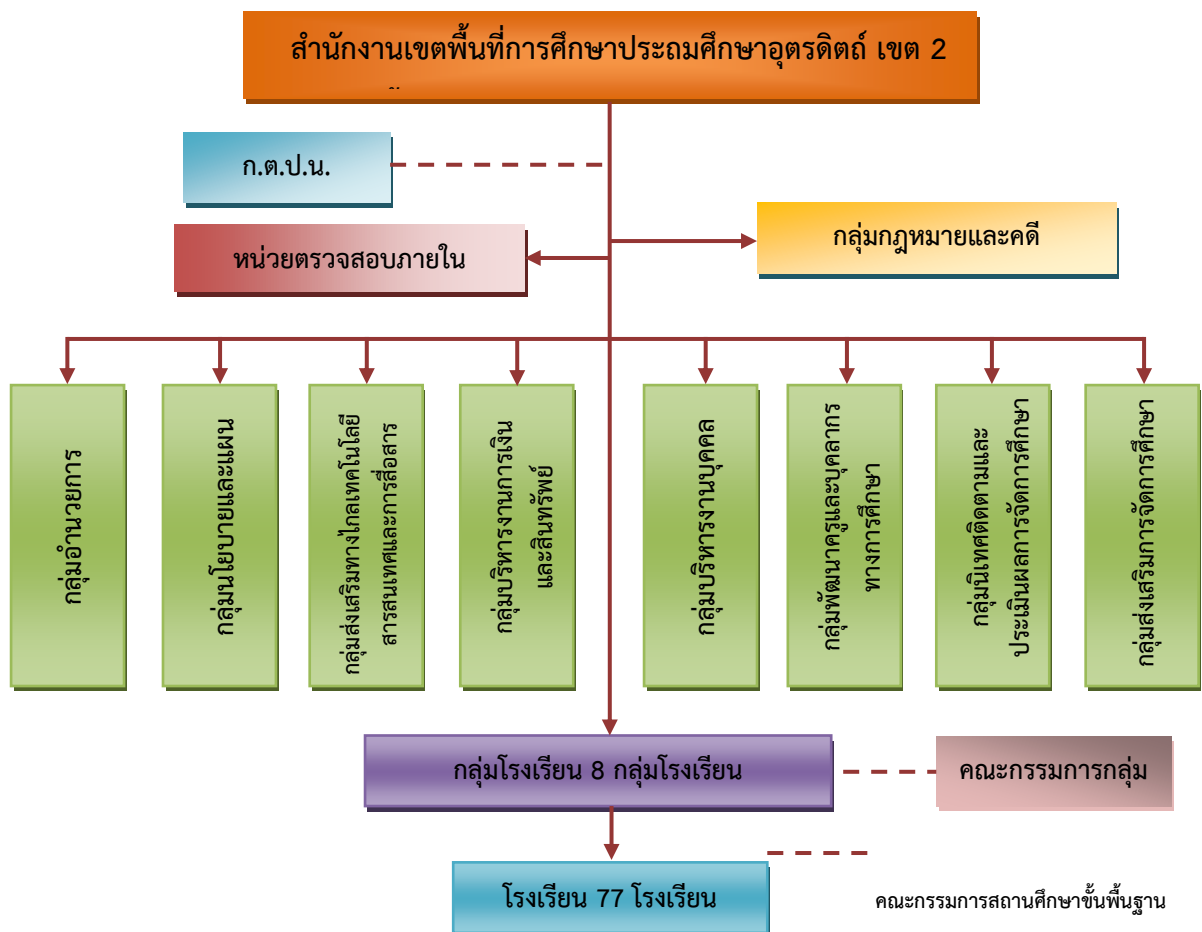 สำนักงานเขตพื้นที่การศึกษาประถมศึกษาอุตรดิตถ์ เขต 2
ก.ต.ป.น.
กลุ่มกฎหมายและคดี
หน่วยตรวจสอบภายใน
กลุ่มอำนวยการ
กลุ่มนโยบายและแผน
กลุ่มส่งเสริมทางไกลเทคโนโลยี
สารสนเทศและการสื่อสาร
กลุ่มบริหารงานการเงิน
และสินทรัพย์
กลุ่มบริหารงานบุคคล
กลุ่มพัฒนาครูและบุคลากร
ทางการศึกษา
กลุ่มนิเทศติดตามและ
ประเมินผลการจัดการศึกษา
กลุ่มส่งเสริมการจัดการศึกษา
กลุ่มโรงเรียน 8 กลุ่มโรงเรียน
คณะกรรมการกลุ่ม
โรงเรียน 77 โรงเรียน
คณะกรรมการสถานศึกษาขั้นพื้นฐาน